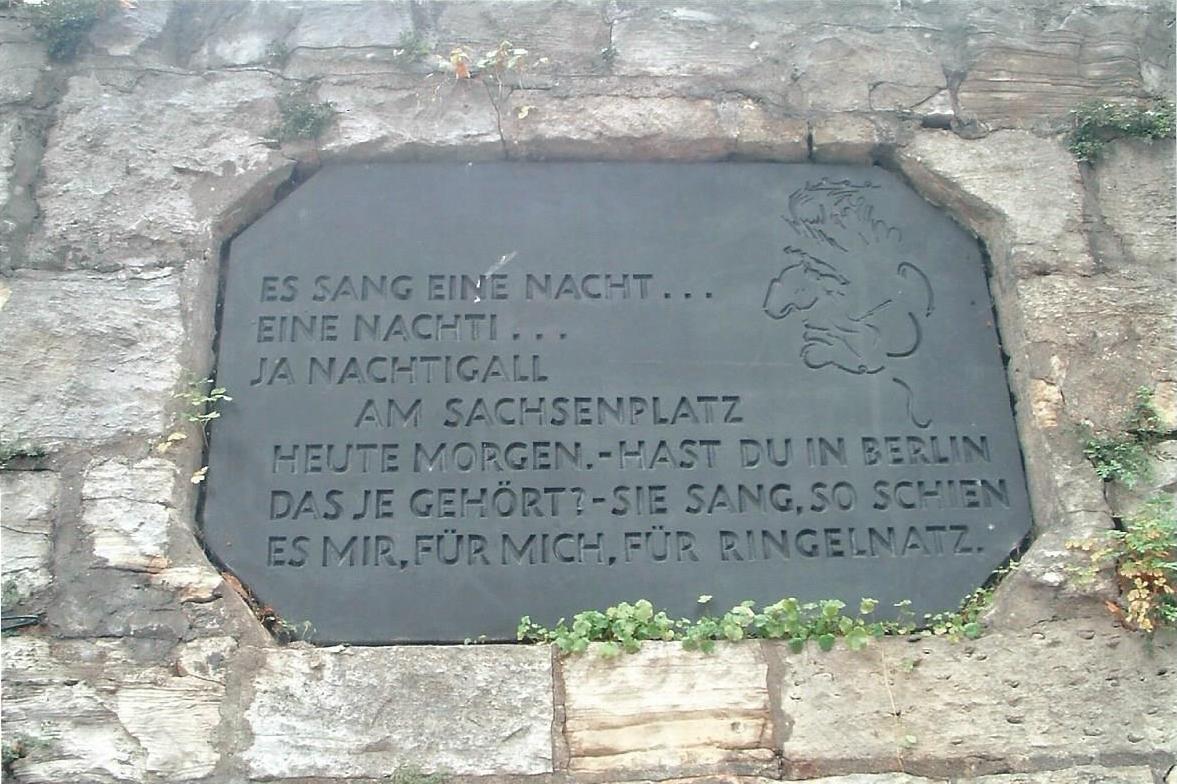 ES SANG EINE NACHT...
EINE NACHTI...
JA NACHTIGALL
AM SACHSENPLATZ
HEUTE MORGEN.-HAST DU IN BERLIN
DAS JE GEHÖRT?-SIE SANG, SO SCHIEN
ES MIR, FÜR MICH, FÜR RINGELNATZ.